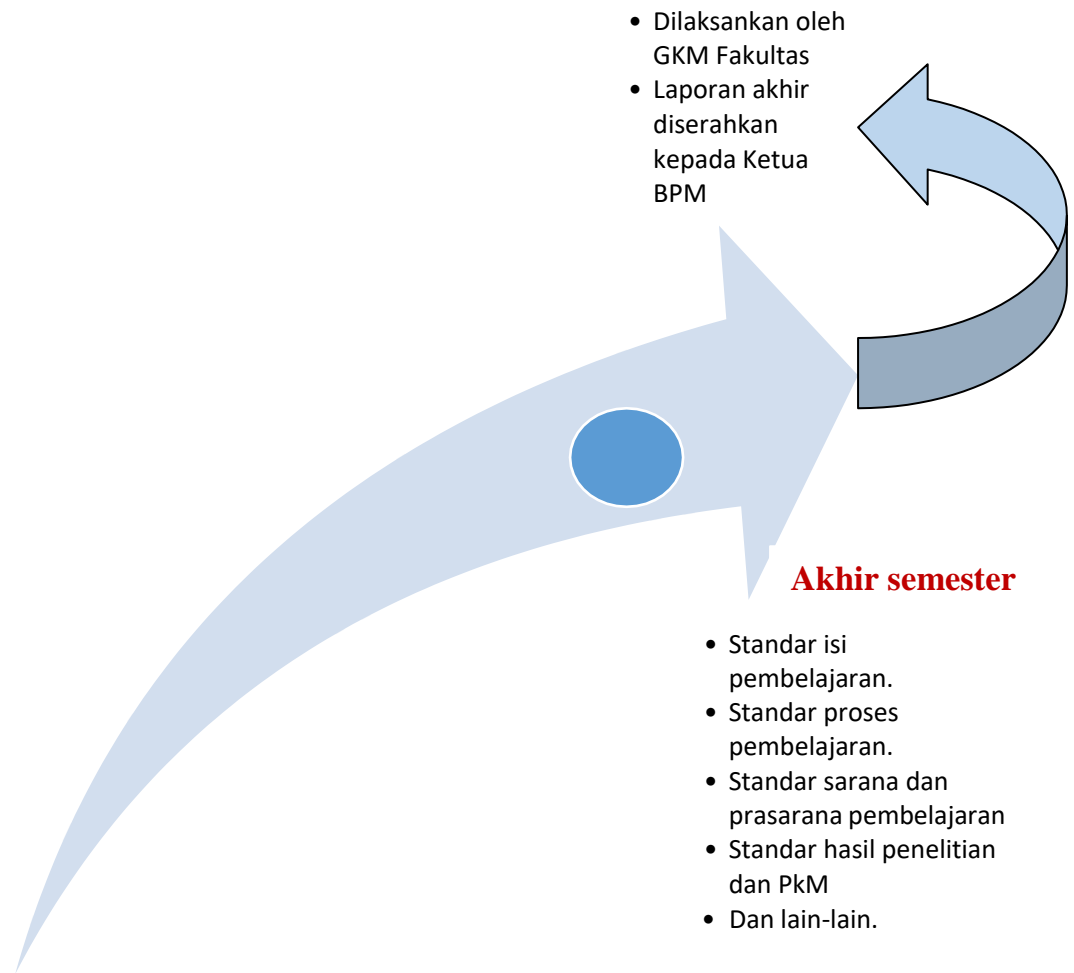 • Dilaksankan oleh
GKM Fakultas
• Laporan akhir
diserahkan
kepada Ketua
BPM
Akhir semester
• Standar isi
pembelajaran.
• Standar proses
pembelajaran.
• Standar sarana dan
prasarana pembelajaran
• Standar hasil penelitian
dan PkM
• Dan lain-lain.